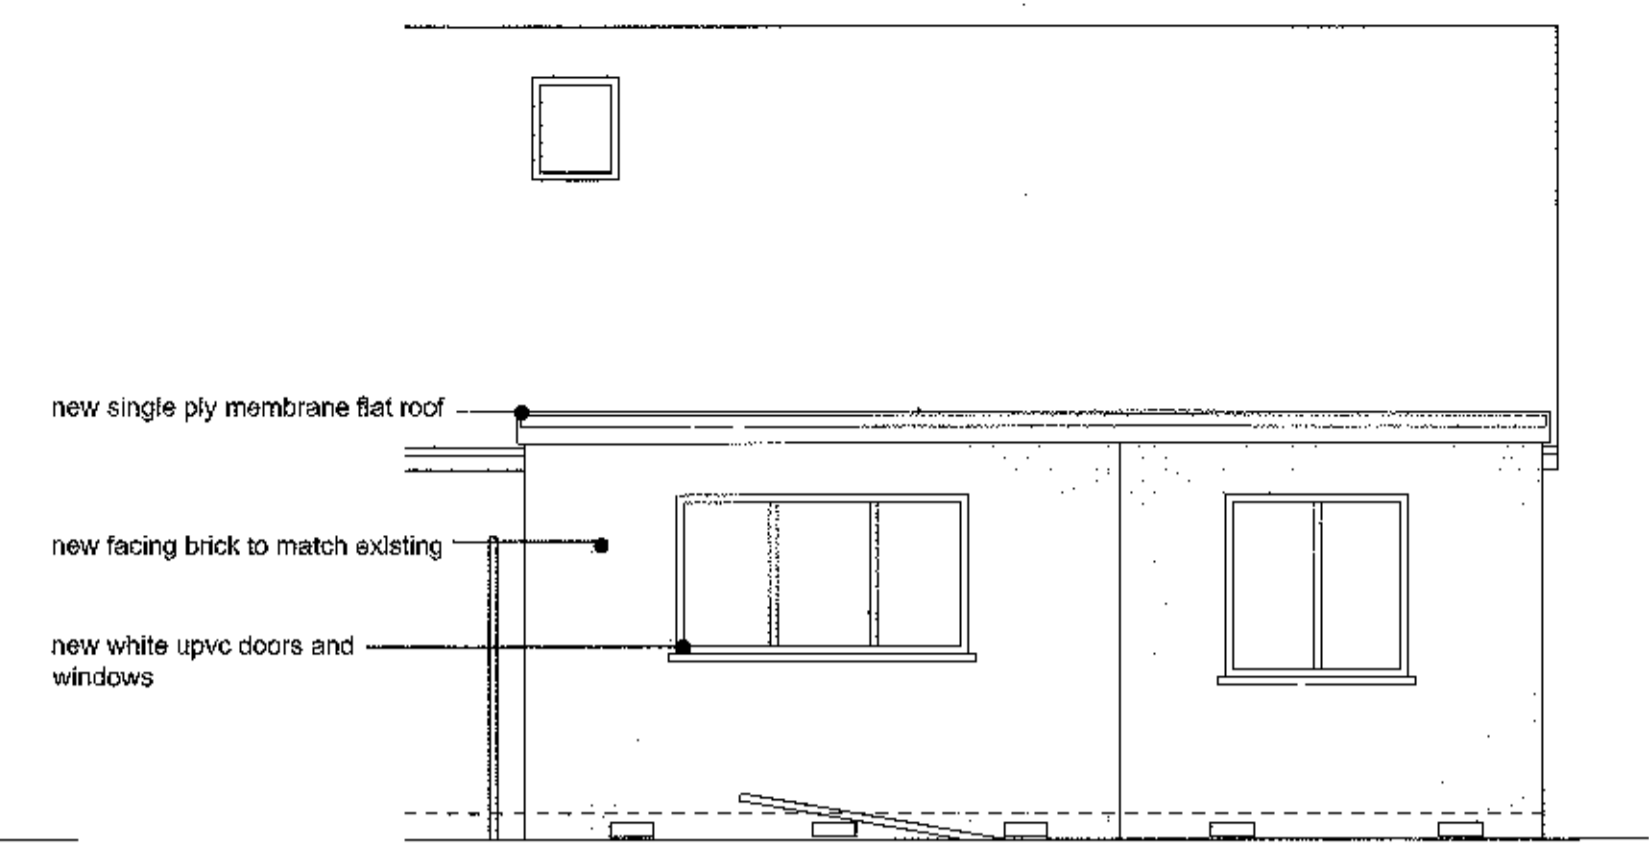 new single ply membrane flat roof
new facing brick to match existing
new white upvc doors and
windows